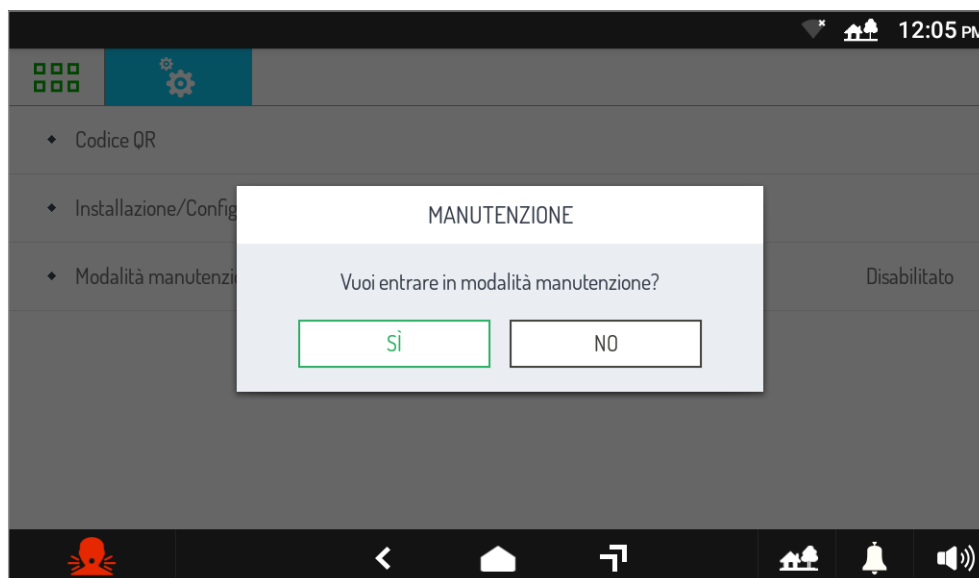 12:05 PM
Codice QR
Installazione/Config
Modalità manutenzi
Disabilitato
MANUTENZIONE
Vuoi entrare in modalità manutenzione?
SÌ
NO